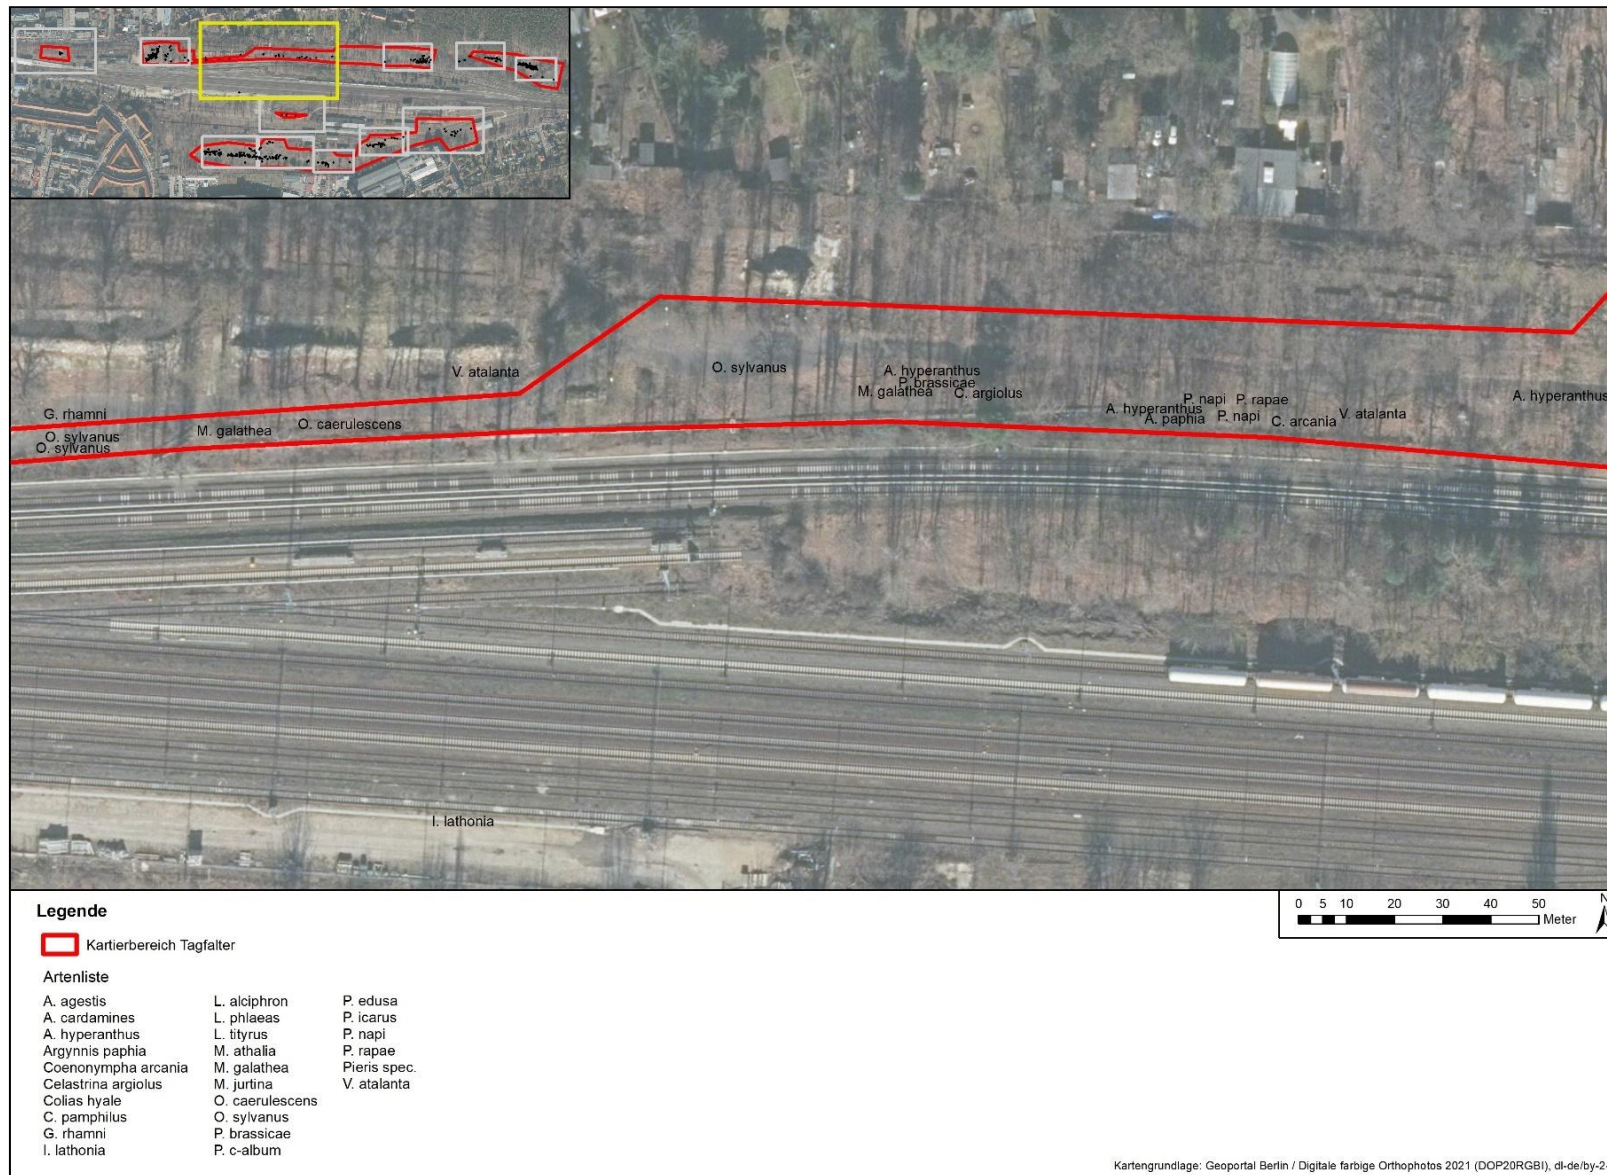 V. atalanta
O. sylvanus
A. hyperanthus
P. brassicae
M. galathea
C. argiolus
P. napi
P. rapae
A. hyperanthus
A. hyperanthus
A. paphia
P. napi
C. arcania
V. atalanta
G. rhamni
O. sylvanus
O. sylvanus
M. galathea
O. caerulescens
I. lathonia
Legende
Kartierbereich Tagfalter
Artenliste
A. agestis
A. cardamines
A. hyperanthus
Argynnis paphia
Coenonympha arcania
Celastrina argiolus
Colias hyale
C. pamphilus
G. rhamni
I. lathonia
L. alciphron
L. phlaeas
L. tityrus
M. athalia
M. galathea
M. jurtina
O. caerulescens
O. sylvanus
P. brassicae
P. c-album
P. edusa
P. icarus
P. napi
P. rapae
Pieris spec.
V. atalanta
0 5 10 20 30 40 50
Meter
N
Kartengrundlage: Geoportal Berlin / Digitale farbige Orthophotos 2021 (DOP20RGBI), dl-de/by-2